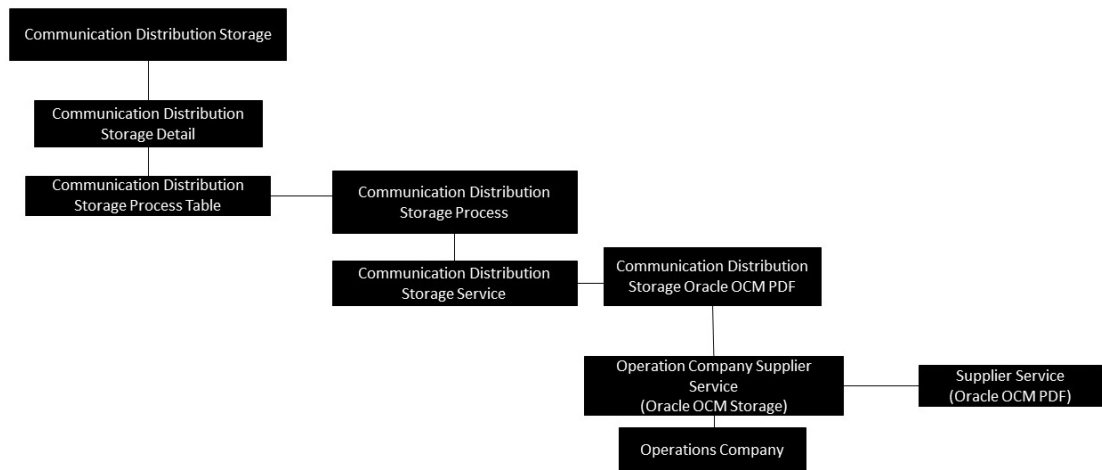 Communication Distribution Storage
Communication Distribution
Storage Detail
Communication Distribution
Storage Process Table
Communication Distribution
Storage Process
Communication Distribution
Storage Service
Communication Distribution
Storage Oracle OCM PDF
Operation Company Supplier
Service
(Oracle OCM Storage)
Supplier Service
(Oracle OCM PDF)
Operations Company